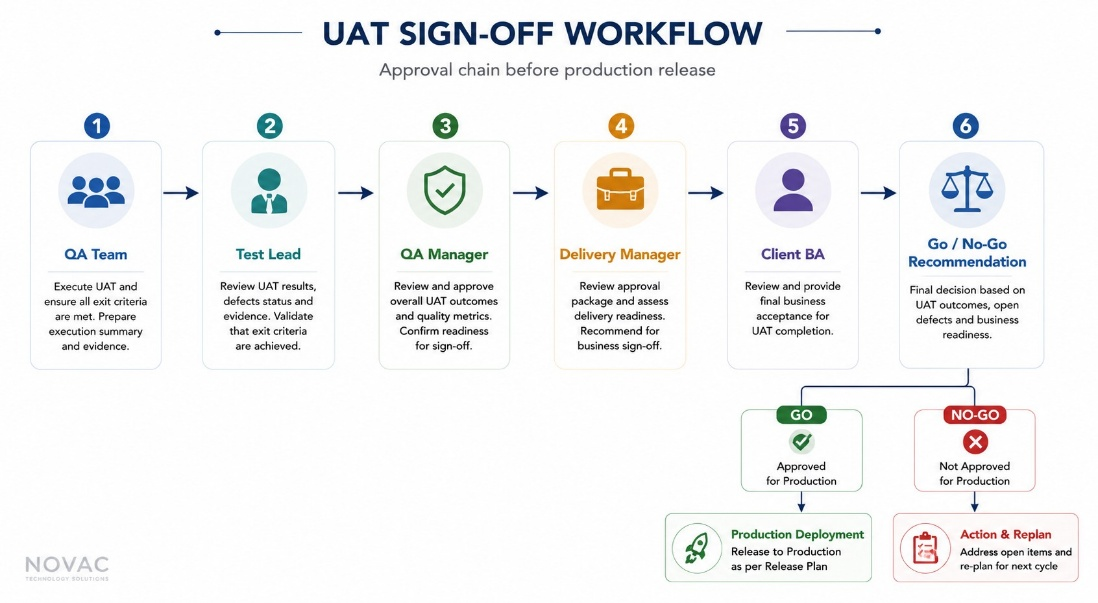 UAT SIGN-OFF WORKFLOW
Approval chain before production release
1
QA Team
Execute UAT and
ensure all exit criteria
are met. Prepare
execution summary
and evidence.
2
Test Lead
Review UAT results,
defects status and
evidence. Validate
that exit criteria
are achieved.
3
QA Manager
Review and approve
overall UAT outcomes
and quality metrics.
Confirm readiness
for sign-off.
4
Delivery Manager
Review approval
package and assess
delivery readiness.
Recommend for
business sign-off.
5
Client BA
Review and provide
final business
acceptance for
UAT completion.
6
Go / No-Go
Recommendation
Final decision based on
UAT outcomes, open
defects and business
readiness.
GO
Approved
for Production
NO-GO
Not Approved
for Production
Production Deployment
Release to Production
as per Release Plan
Action & Replan
Address open items and
re-plan for next cycle
NOVAC
TECHNOLOGY SOLUTIONS